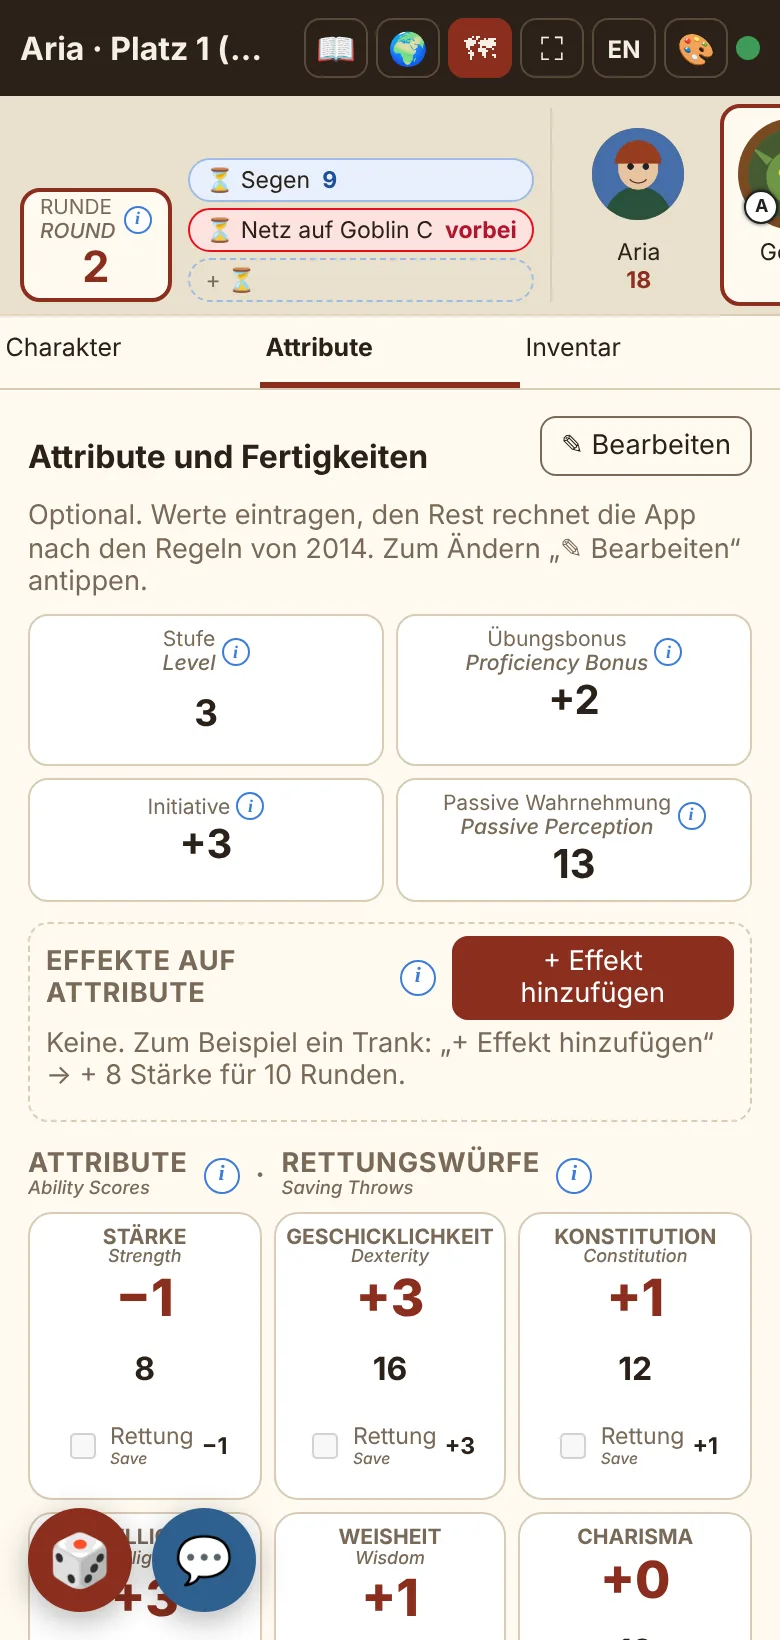 Aria · Platz 1 (...
EN
RUNDE
ROUND
i
2
Segen 9
Netz auf Goblin C vorbei
+
Aria
18
A
Go
Charakter
Attribute
Inventar
Attribute und Fertigkeiten
✎ Bearbeiten
Optional. Werte eintragen, den Rest rechnet die App
nach den Regeln von 2014. Zum Ändern „✎ Bearbeiten“
antippen.
Stufe
Level
i
3
Übungsbonus
Proficiency Bonus
i
+2
Initiative i
+3
Passive Wahrnehmung
Passive Perception
i
13
EFFEKTE AUF
ATTRIBUTE
i
+ Effekt
hinzufügen
Keine. Zum Beispiel ein Trank: „+ Effekt hinzufügen“
→ + 8 Stärke für 10 Runden.
ATTRIBUTE
Ability Scores
i
·
RETTUNGSWÜRFE
Saving Throws
i
STÄRKE
Strength
−1
8
Rettung −1
Save
GESCHICKLICHKEIT
Dexterity
+3
16
Rettung +3
Save
KONSTITUTION
Constitution
+1
12
Rettung +1
Save
+3
WEISHEIT
Wisdom
+1
CHARISMA
+0